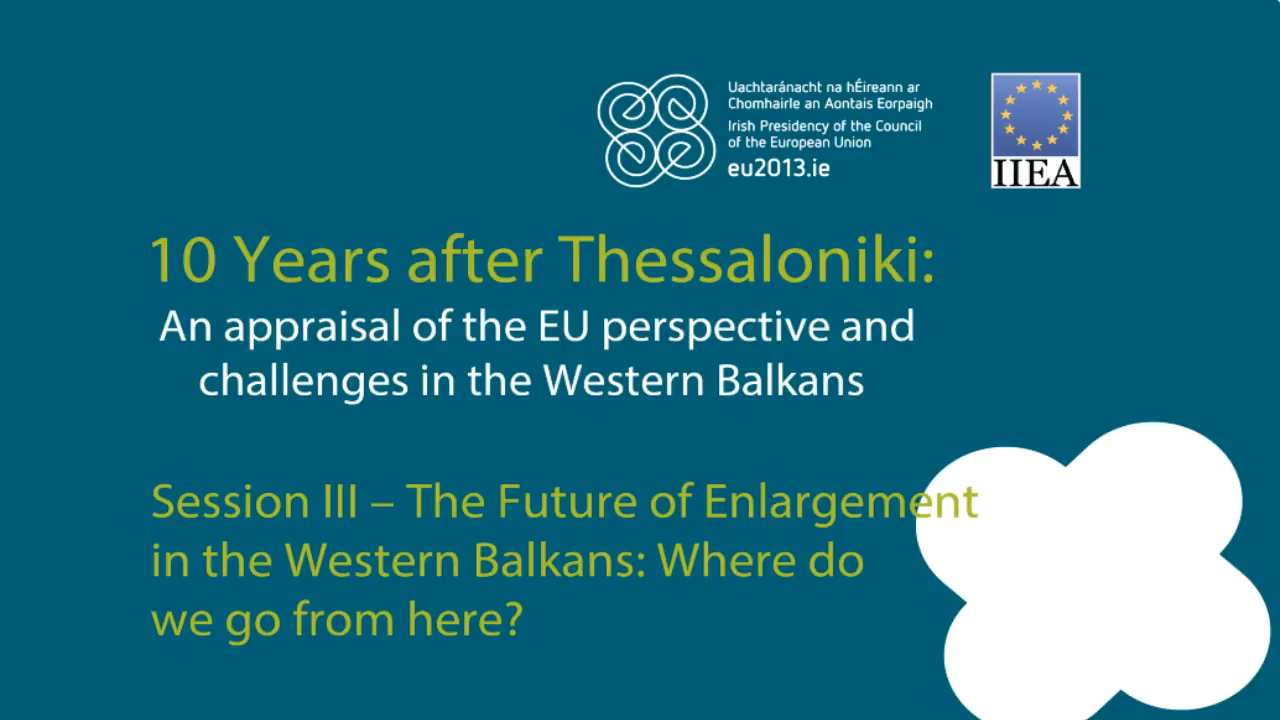 Uachtaránacht na hÉireann ar
Chomhairle an Aontais Eorpaigh
Irish Presidency of the Council
of the European Union
eu2013.ie
IIEA
10 Years after Thessaloniki:
An appraisal of the EU perspective and
challenges in the Western Balkans
Session III – The Future of Enlargement
in the Western Balkans: Where do
we go from here?